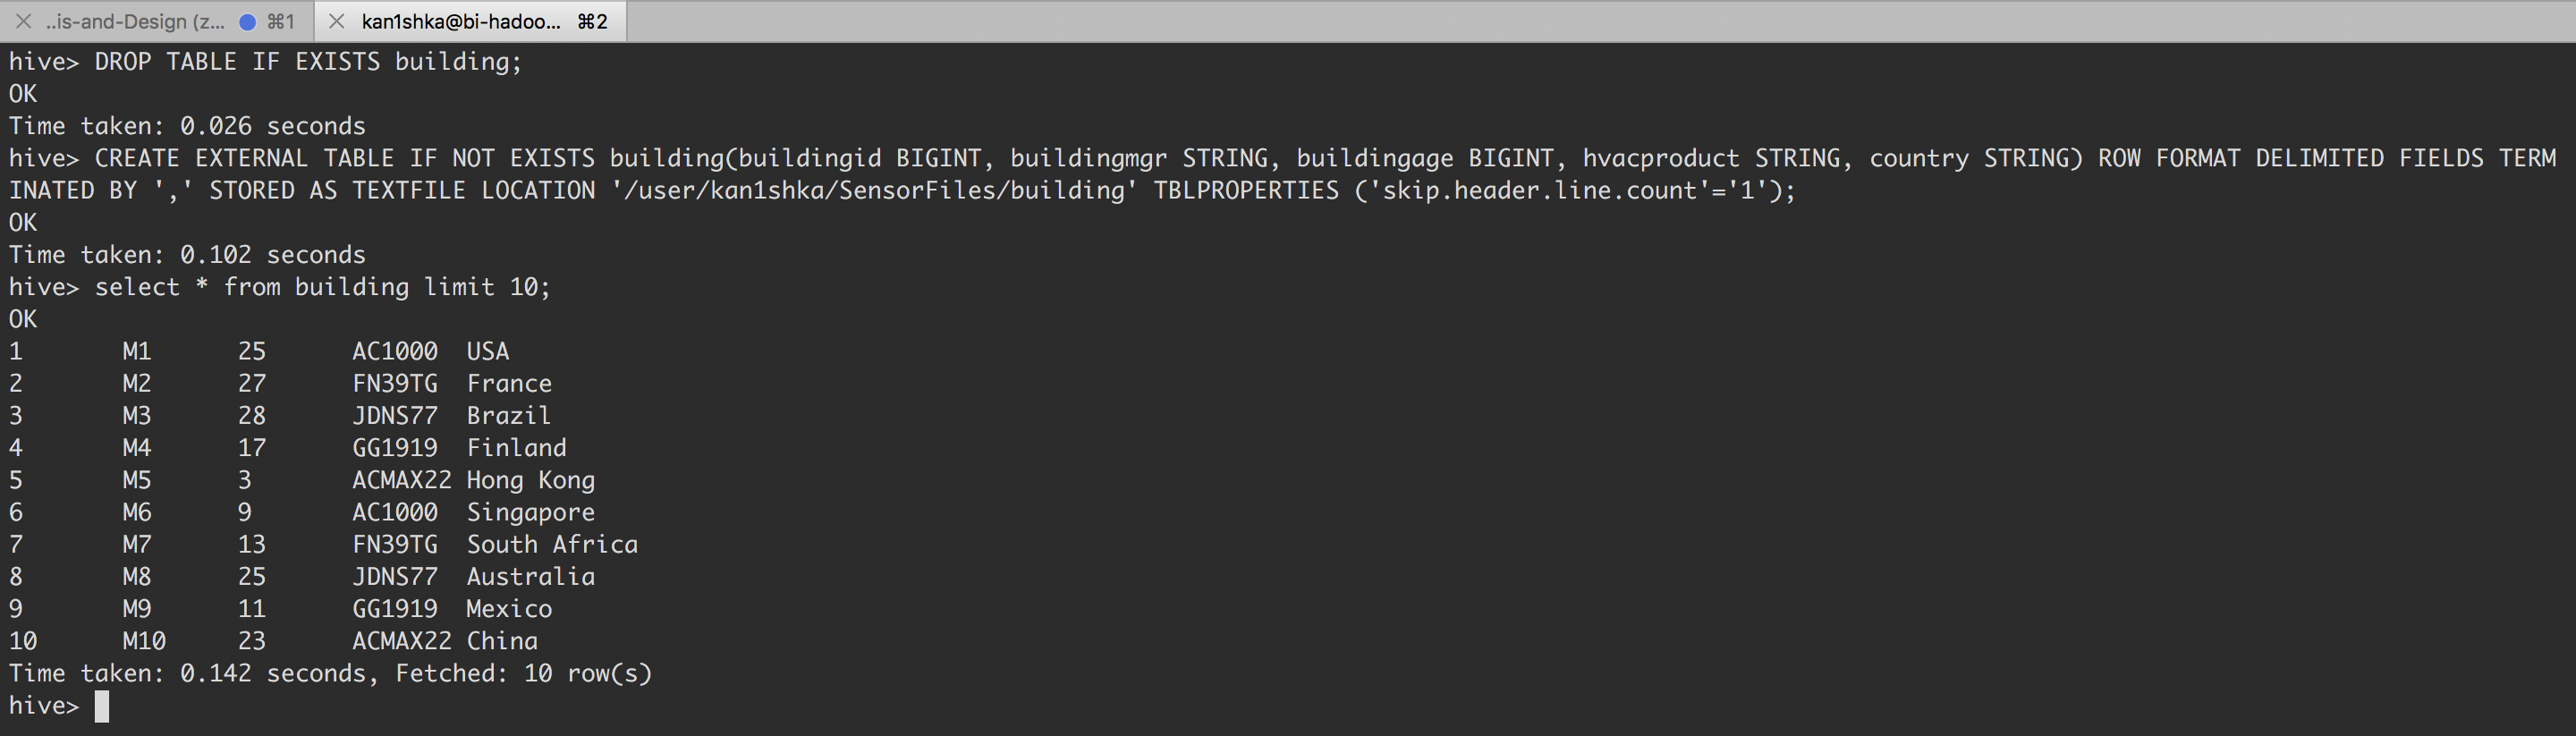 ..is-and-Design (z... ⌘1 kan1shka@bi-hadoo... ⌘2
hive> DROP TABLE IF EXISTS building;
OK
Time taken: 0.026 seconds
hive> CREATE EXTERNAL TABLE IF NOT EXISTS building(buildingid BIGINT, buildingmgr STRING, buildingage BIGINT, hvacproduct STRING, country STRING) ROW FORMAT DELIMITED FIELDS TERM
INATED BY ',' STORED AS TEXTFILE LOCATION '/user/kan1shka/SensorFiles/building' TBLPROPERTIES ('skip.header.line.count'='1');
OK
Time taken: 0.102 seconds
hive> select * from building limit 10;
OK
1 M1 25 AC1000 USA
2 M2 27 FN39TG France
3 M3 28 JDNS77 Brazil
4 M4 17 GG1919 Finland
5 M5 3 ACMAX22 Hong Kong
6 M6 9 AC1000 Singapore
7 M7 13 FN39TG South Africa
8 M8 25 JDNS77 Australia
9 M9 11 GG1919 Mexico
10 M10 23 ACMAX22 China
Time taken: 0.142 seconds, Fetched: 10 row(s)
hive>